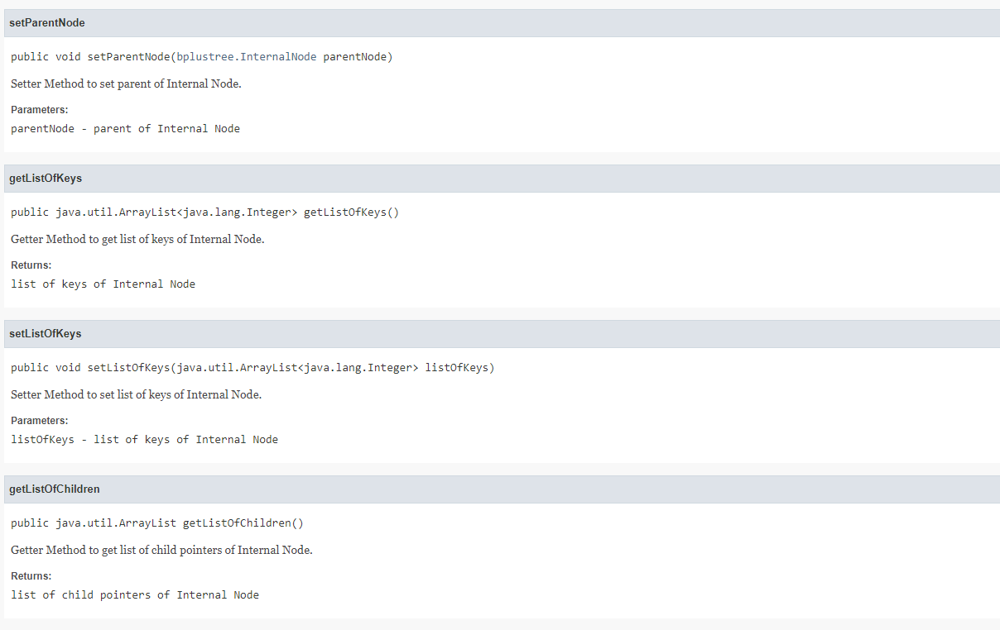 setParentNode
public void setParentNode(bplustree.InternalNode parentNode)
Setter Method to set parent of Internal Node.
Parameters:
parentNode - parent of Internal Node
getListOfKeys
public java.util.ArrayList<java.lang.Integer> getListOfKeys()
Getter Method to get list of keys of Internal Node.
Returns:
list of keys of Internal Node
setListOfKeys
public void setListOfKeys(java.util.ArrayList<java.lang.Integer> listOfKeys)
Setter Method to set list of keys of Internal Node.
Parameters:
listOfKeys - list of keys of Internal Node
getListOfChildren
public java.util.ArrayList getListOfChildren()
Getter Method to get list of child pointers of Internal Node.
Returns:
list of child pointers of Internal Node